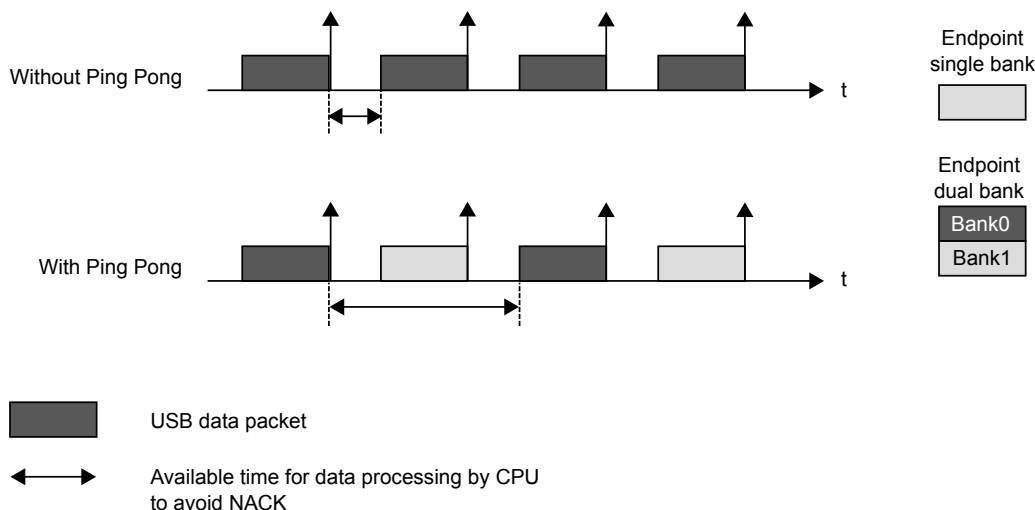 Without Ping Pong
t
Endpoint
single bank
Endpoint
dual bank
Bank0
Bank1
With Ping Pong
t
USB data packet
Available time for data processing by CPU
to avoid NACK